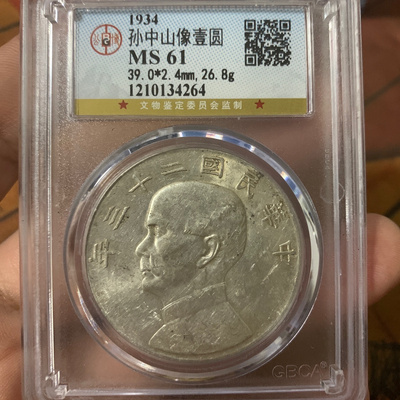 1934
孙中山像壹圆
MS 61
39.0*2.4mm,26.8g
1210134264
★ 文物鉴定委员会监制 ★
年三十二國民華中
GBCA